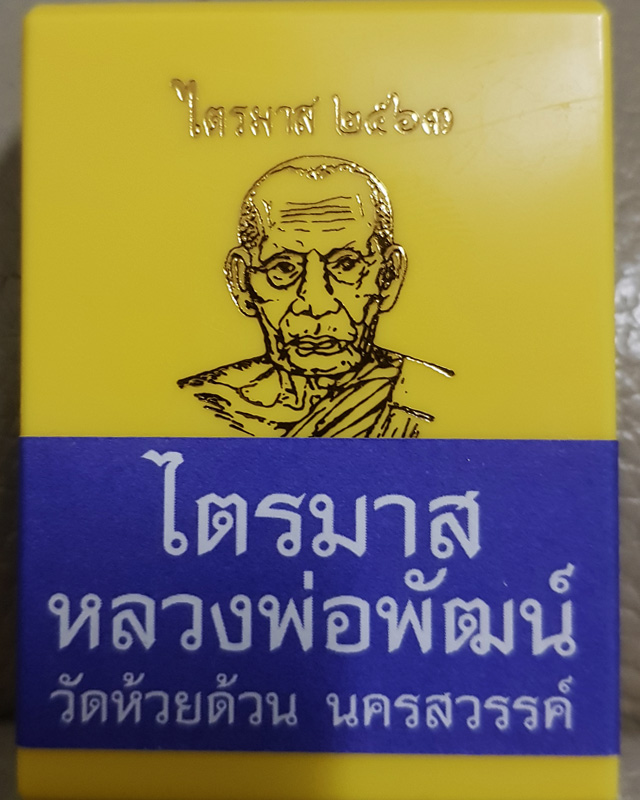 ไตรมาส ๒๕๖๓
ไตรมาส
หลวงพ่อพัฒน์
วัดห้วยด้วน นครสวรรค์